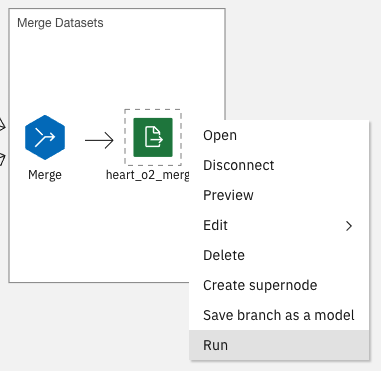 Merge Datasets
Merge
heart_o2_merg
Open
Disconnect
Preview
Edit
Delete
Create supernode
Save branch as a model
Run